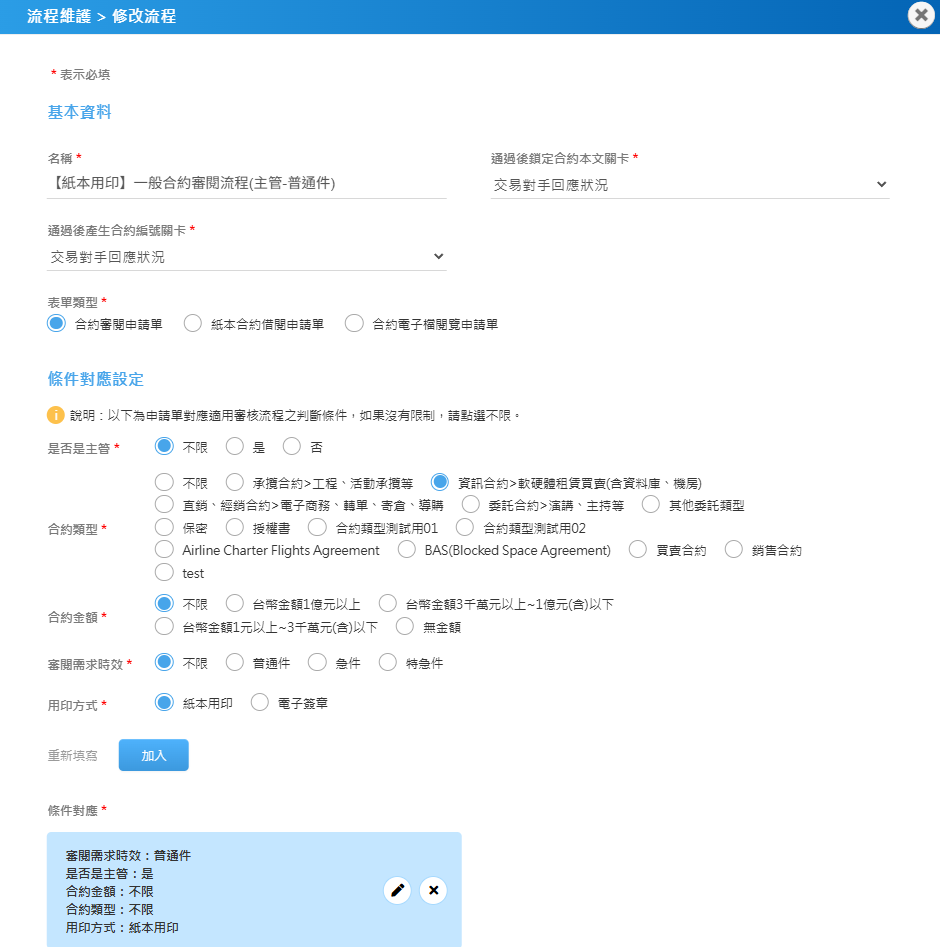 流程維護 > 修改流程
* 表示必填
基本資料
名稱 *
通過後鎖定合約本文關卡 *
【紙本用印】一般合約審閱流程(主管-普通件)
交易對手回應狀況
通過後產生合約編號關卡 *
交易對手回應狀況
表單類型 *
合約審閱申請單 紙本合約借閱申請單 合約電子檔閱覽申請單
條件對應設定
i 說明：以下為申請單對應適用審核流程之判斷條件，如果沒有限制，請點選不限。
是否是主管 * 不限 是 否
合約類型 *
不限 承攬合約>工程、活動承攬等 資訊合約>軟硬體租賃買賣(含資料庫、機房)
直銷、經銷合約>電子商務、轉單、寄倉、導購 委託合約>演講、主持等 其他委託類型
保密 授權書 合約類型測試用01 合約類型測試用02
Airline Charter Flights Agreement BAS(Blocked Space Agreement) 買賣合約 銷售合約
test
合約金額 *
不限 台幣金額1億元以上 台幣金額3千萬元以上~1億元(含)以下
台幣金額1元以上~3千萬元(含)以下 無金額
審閱需求時效 * 不限 普通件 急件 特急件
用印方式 * 紙本用印 電子簽章
重新填寫 加入
條件對應 *
審閱需求時效：普通件
是否是主管：是
合約金額：不限
合約類型：不限
用印方式：紙本用印